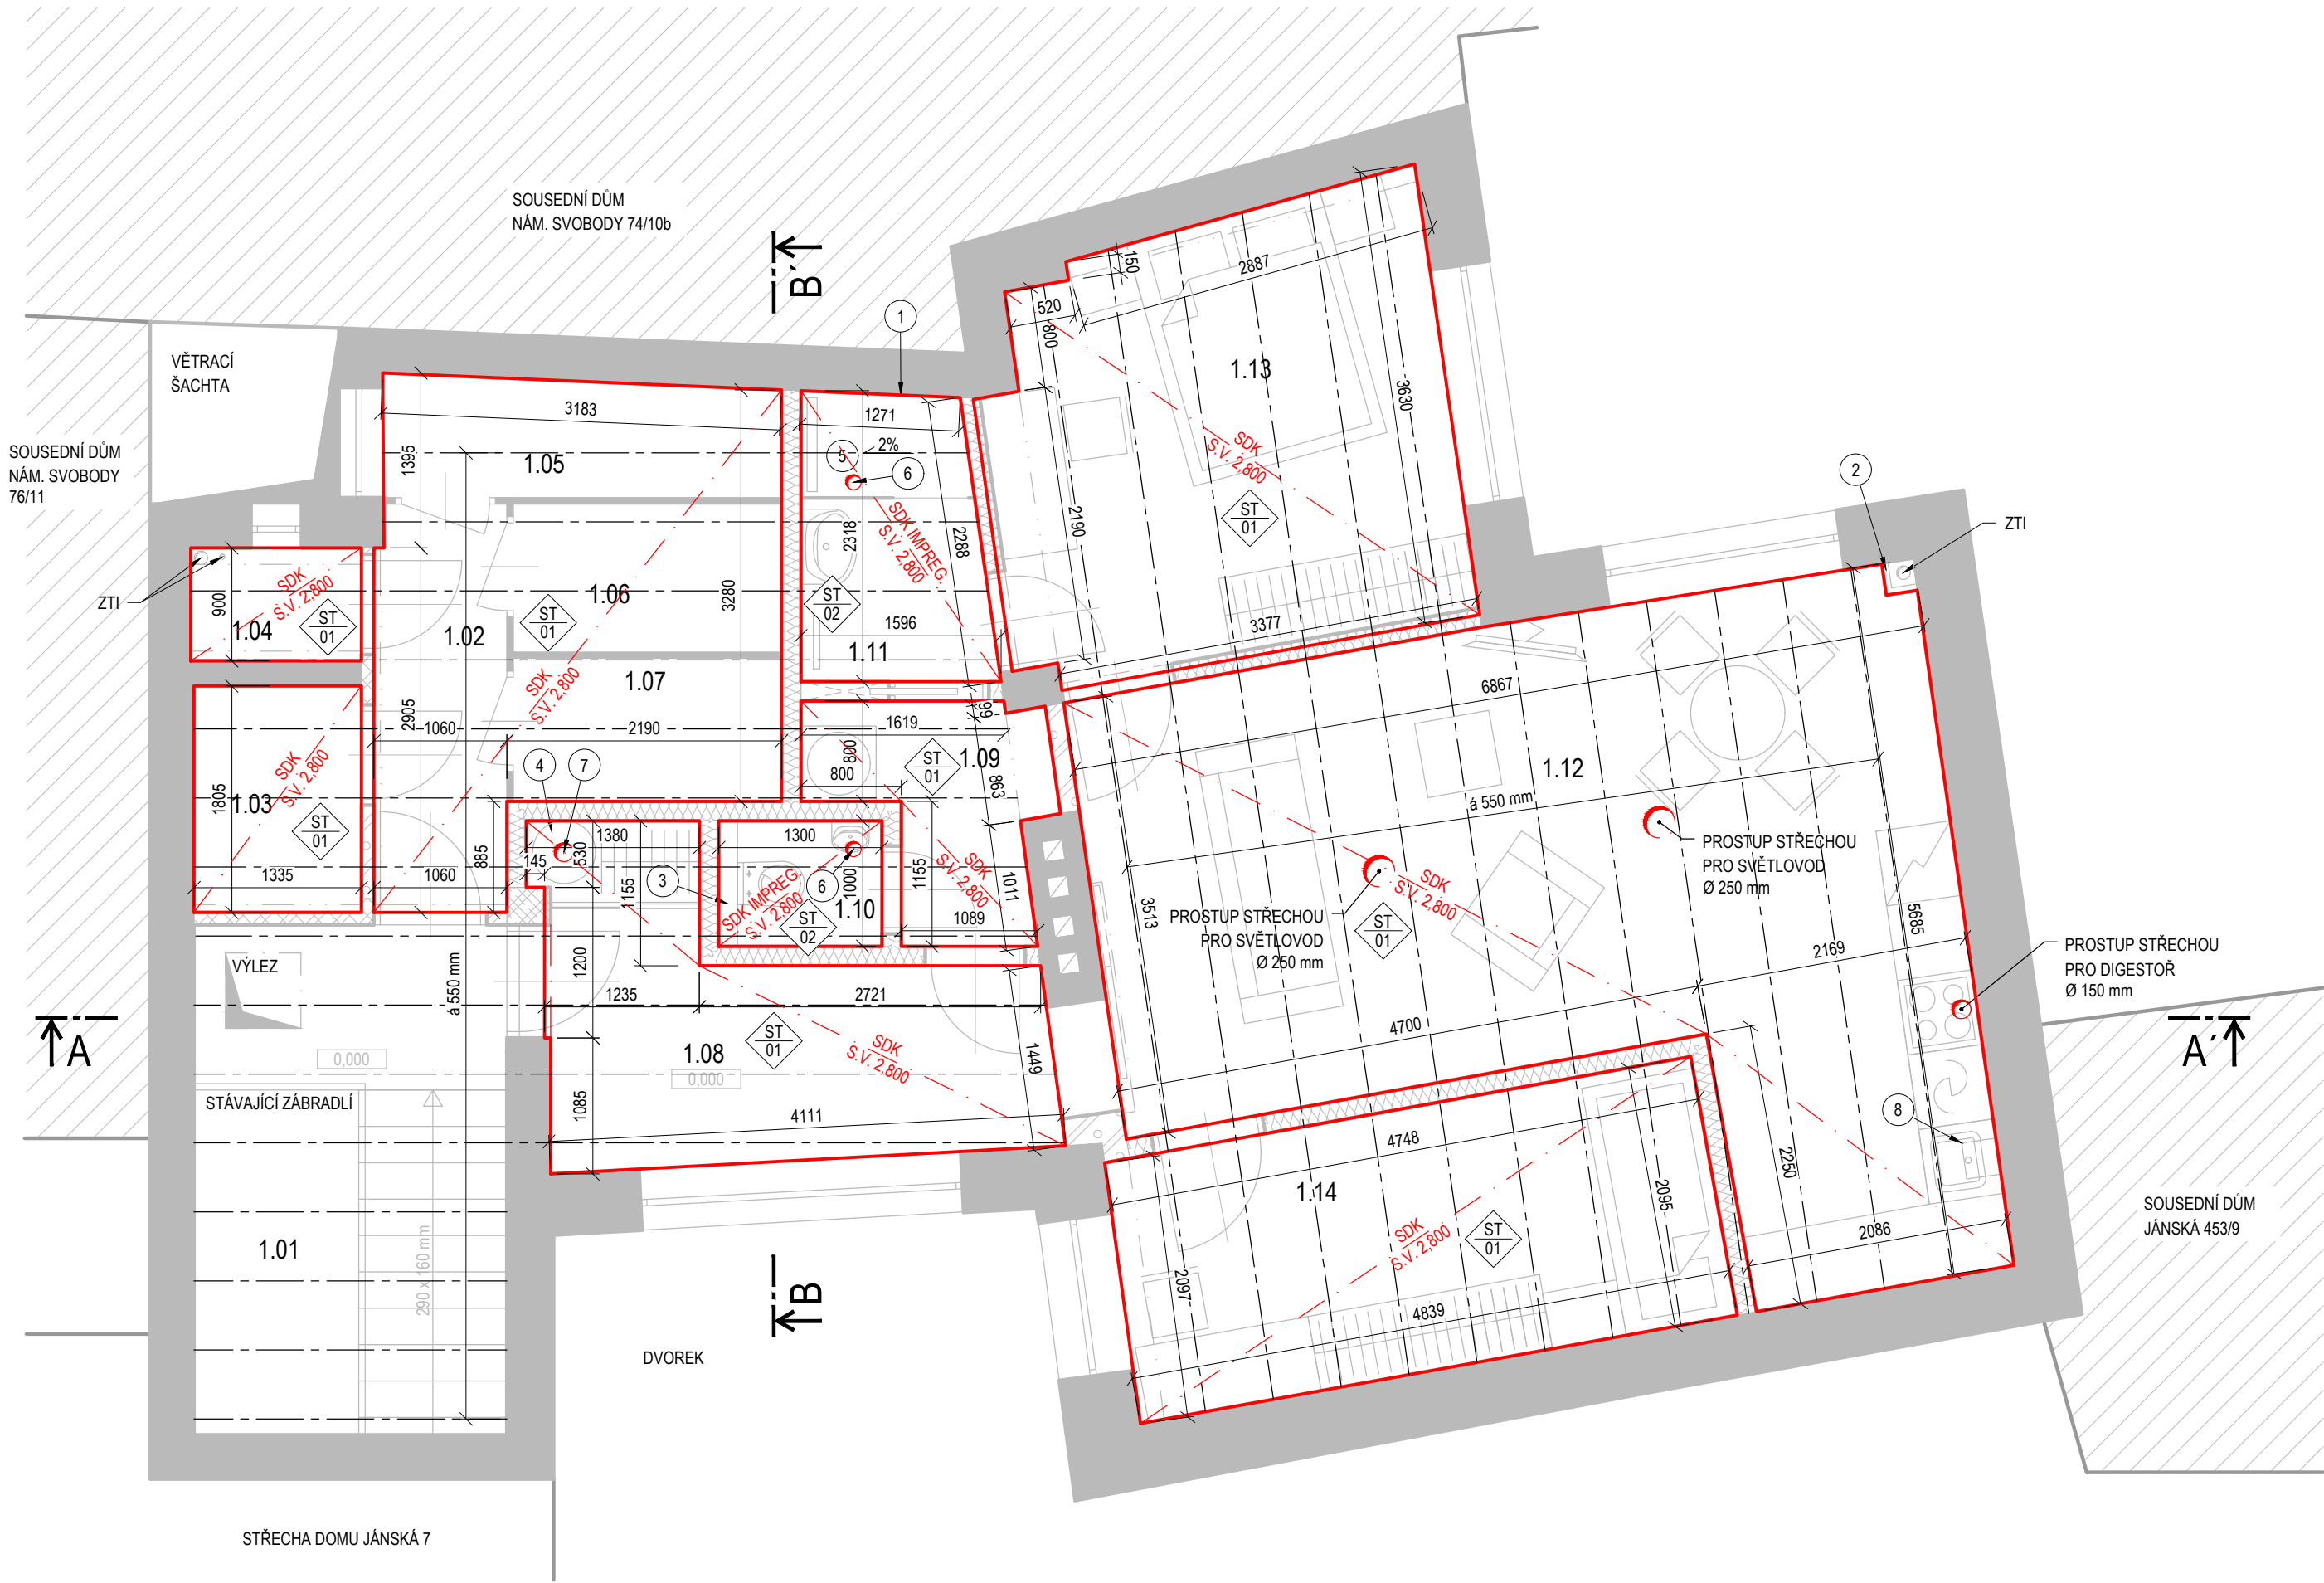 SOUSEDNÍ DŮM
NÁM. SVOBODY 74/10b
B´
1
VĚTRACÍ
ŠACHTA
SOUSEDNÍ DŮM
NÁM. SVOBODY
76/11
3183
1395
1.05
1271
2%
5
6
2318
2288
SDK IMPREG.
S.V. 2,800
ST
02
1596
1.11
520
150
800
2887
1.13
3630
SDK
S.V. 2,800
ST
01
2190
3377
2
ZTI
ZTI
900
SDK
S.V. 2,800
1.04
ST
01
1.02
ST
01
1.06
3280
SDK
S.V. 2,800
1.07
2905
1060
2190
1805
SDK
S.V. 2,800
1.03
ST
01
1335
1060
885
4
7
99
1619
800
800
ST
01
1.09
863
1380
145
530
1155
3
1300
1000
6
SDK IMPREG.
S.V. 2,800
ST
02
1.10
1155
SDK
S.V. 2,800
1011
1089
6867
1.12
á 550 mm
PROSTUP STŘECHOU
PRO SVĚTLOVOD
Ø 250 mm
PROSTUP STŘECHOU
PRO SVĚTLOVOD
Ø 250 mm
SDK
S.V. 2,800
ST
01
3513
5685
2169
4700
PROSTUP STŘECHOU
PRO DIGESTOŘ
Ø 150 mm
VÝLEZ
á 550 mm
1200
1235
2721
ST
01
1.08
0,000
SDK
S.V. 2,800
1449
0,000
A
A´
STÁVAJÍCÍ ZÁBRADLÍ
1085
4111
8
4748
2250
2095
1.14
SDK
S.V. 2,800
ST
01
2086
2097
4839
SOUSEDNÍ DŮM
JÁNSKÁ 453/9
1.01
290 x 160 mm
B
DVOREK
STŘECHA DOMU JÁNSKÁ 7